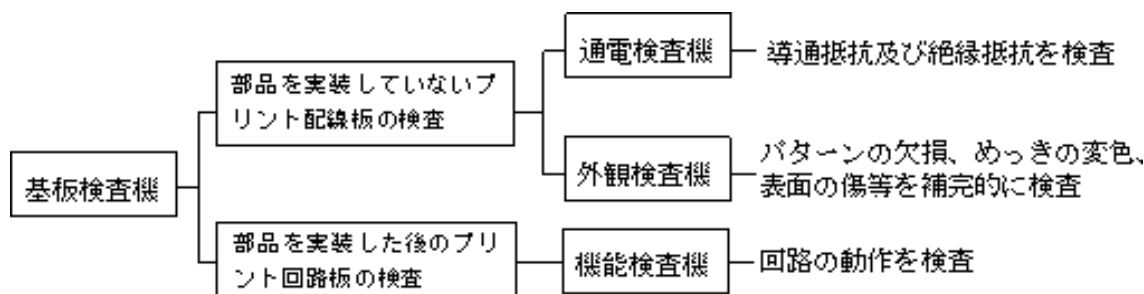 基板検査機
部品を実装していないプ
リント配線板の検査
通電検査機
導通抵抗及び絶縁抵抗を検査
外観検査機
パターンの欠損、めっきの変色、
表面の傷等を補完的に検査
部品を実装した後のプリ
ント回路板の検査
機能検査機
回路の動作を検査